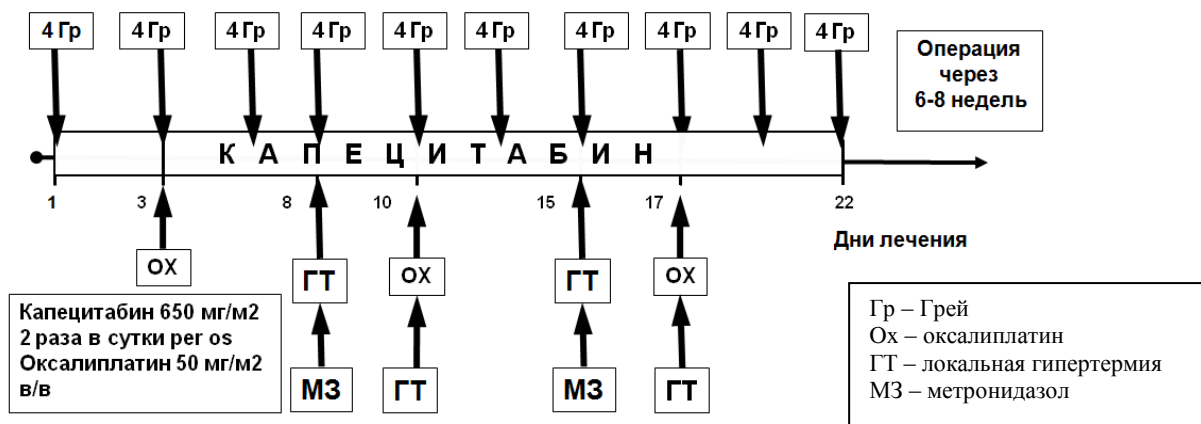 4 Гр 4 Гр 4 Гр 4 Гр 4 Гр 4 Гр 4 Гр 4 Гр 4 Гр 4 Гр
Операция
через
6-8 недель
КАПЕЦИТАБИН
1 3 8 10 15 17 22
Дни лечения
ОХ ГТ ОХ ГТ ОХ
МЗ ГТ МЗ ГТ
Капецитабин 650 мг/м2
2 раза в сутки per os
Оксалиплатин 50 мг/м2
в/в
Гр – Грей
Ох – оксалиплатин
ГТ – локальная гипертермия
МЗ – метронидазол